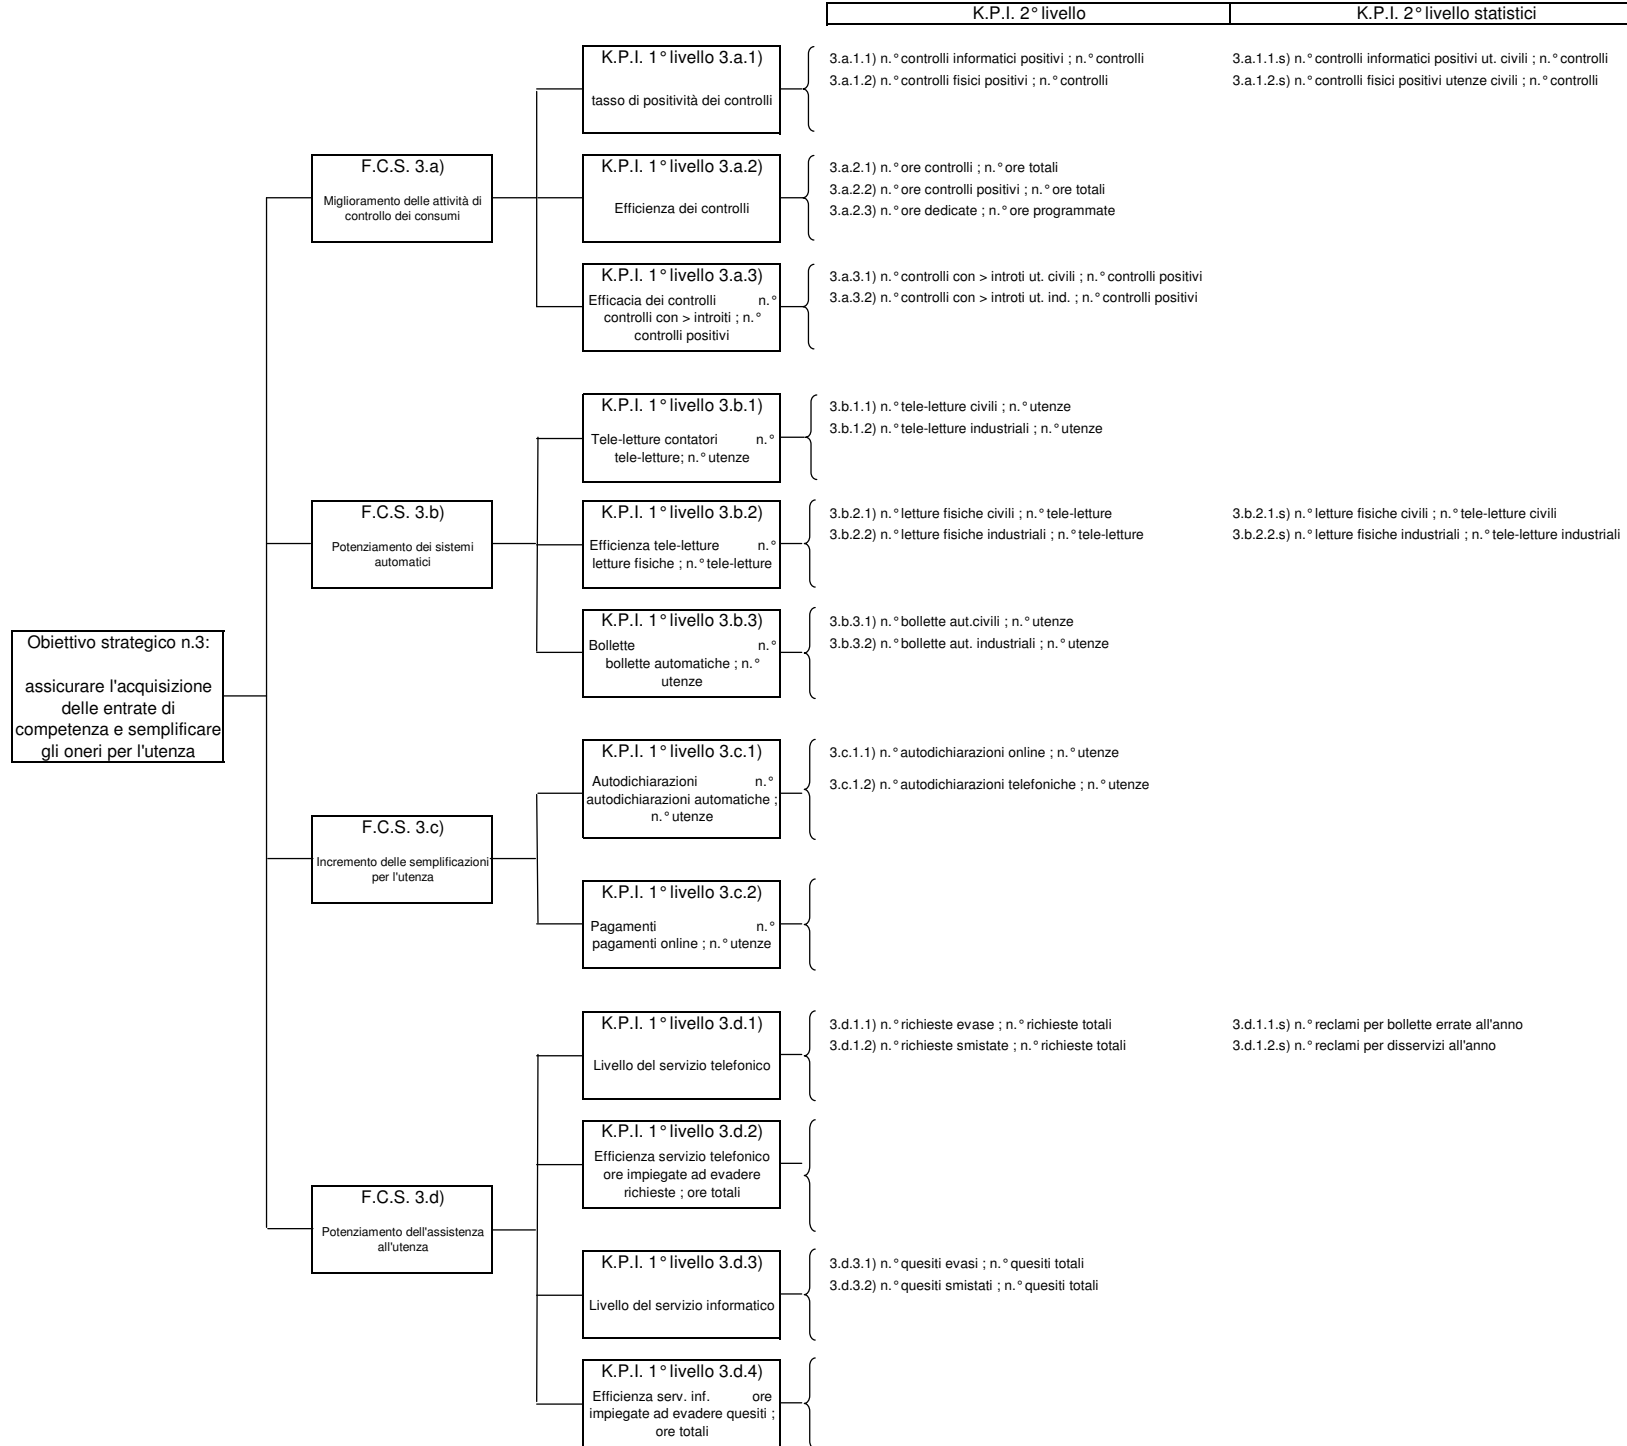 K.P.I. 2° livello
K.P.I. 2° livello statistici
K.P.I. 1° livello 3.a.1)
tasso di positività dei controlli
3.a.1.1) n.° controlli informatici positivi ; n.° controlli
3.a.1.2) n.° controlli fisici positivi ; n.° controlli
3.a.1.1.s) n.° controlli informatici positivi ut. civili ; n.° controlli
3.a.1.2.s) n.° controlli fisici positivi utenze civili ; n.° controlli
F.C.S. 3.a)
Miglioramento delle attività di
controllo dei consumi
K.P.I. 1° livello 3.a.2)
Efficienza dei controlli
3.a.2.1) n.° ore controlli ; n.° ore totali
3.a.2.2) n.° ore controlli positivi ; n.° ore totali
3.a.2.3) n.° ore dedicate ; n.° ore programmate
K.P.I. 1° livello 3.a.3)
Efficacia dei controlli n.°
controlli con > introiti ; n.°
controlli positivi
3.a.3.1) n.° controlli con > introti ut. civili ; n.° controlli positivi
3.a.3.2) n.° controlli con > introti ut. ind. ; n.° controlli positivi
K.P.I. 1° livello 3.b.1)
Tele-letture contatori n.°
tele-letture; n.° utenze
3.b.1.1) n.° tele-letture civili ; n.° utenze
3.b.1.2) n.° tele-letture industriali ; n.° utenze
F.C.S. 3.b)
Potenziamento dei sistemi
automatici
K.P.I. 1° livello 3.b.2)
Efficienza tele-letture n.°
letture fisiche ; n.° tele-letture
3.b.2.1) n.° letture fisiche civili ; n.° tele-letture
3.b.2.2) n.° letture fisiche industriali ; n.° tele-letture
3.b.2.1.s) n.° letture fisiche civili ; n.° tele-letture civili
3.b.2.2.s) n.° letture fisiche industriali ; n.° tele-letture industriali
K.P.I. 1° livello 3.b.3)
Bollette n.°
bollette automatiche ; n.°
utenze
3.b.3.1) n.° bollette aut.civili ; n.° utenze
3.b.3.2) n.° bollette aut. industriali ; n.° utenze
Obiettivo strategico n.3:
assicurare l'acquisizione
delle entrate di
competenza e semplificare
gli oneri per l'utenza
K.P.I. 1° livello 3.c.1)
Autodichiarazioni n.°
autodichiarazioni automatiche ;
n.° utenze
3.c.1.1) n.° autodichiarazioni online ; n.° utenze
3.c.1.2) n.° autodichiarazioni telefoniche ; n.° utenze
F.C.S. 3.c)
Incremento delle semplificazioni
per l'utenza
K.P.I. 1° livello 3.c.2)
Pagamenti n.°
pagamenti online ; n.° utenze
K.P.I. 1° livello 3.d.1)
Livello del servizio telefonico
3.d.1.1) n.° richieste evase ; n.° richieste totali
3.d.1.2) n.° richieste smistate ; n.° richieste totali
3.d.1.1.s) n.° reclami per bollette errate all'anno
3.d.1.2.s) n.° reclami per disservizi all'anno
K.P.I. 1° livello 3.d.2)
Efficienza servizio telefonico
ore impiegate ad evadere
richieste ; ore totali
F.C.S. 3.d)
Potenziamento dell'assistenza
all'utenza
K.P.I. 1° livello 3.d.3)
Livello del servizio informatico
3.d.3.1) n.° quesiti evasi ; n.° quesiti totali
3.d.3.2) n.° quesiti smistati ; n.° quesiti totali
K.P.I. 1° livello 3.d.4)
Efficienza serv. inf. ore
impiegate ad evadere quesiti ;
ore totali